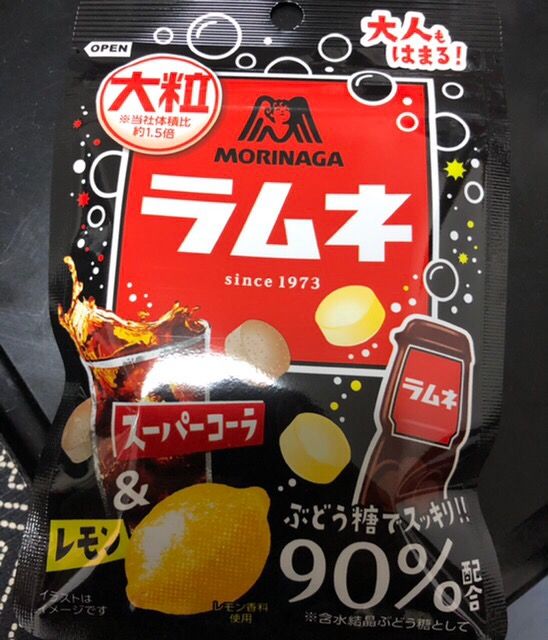 OPEN
大人も
はまる!
大粒
※当社体積比
約1.5倍
MORINAGA
ラムネ
since 1973
ラムネ
スーパーコーラ
&
レモン
ぶどう糖でスッキリ!!
90%配合
※含水結晶ぶどう糖として
レモン香料
使用
イラストは
イメージです